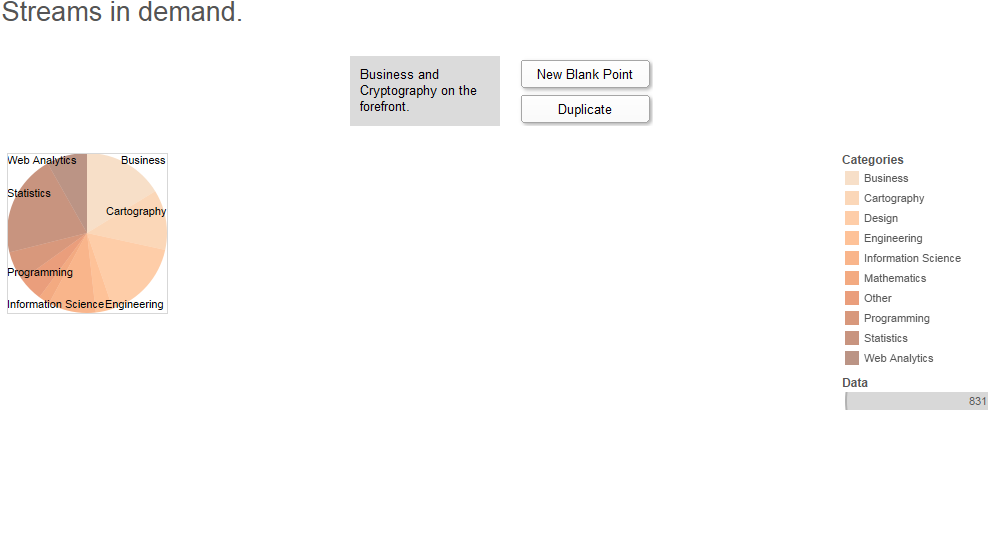 Streams in demand.
Business and
Cryptography on the
forefront.
New Blank Point
Duplicate
Web Analytics
Business
Statistics
Cartography
Programming
Information Science
Engineering
Categories
Business
Cartography
Design
Engineering
Information Science
Mathematics
Other
Programming
Statistics
Web Analytics
Data
831